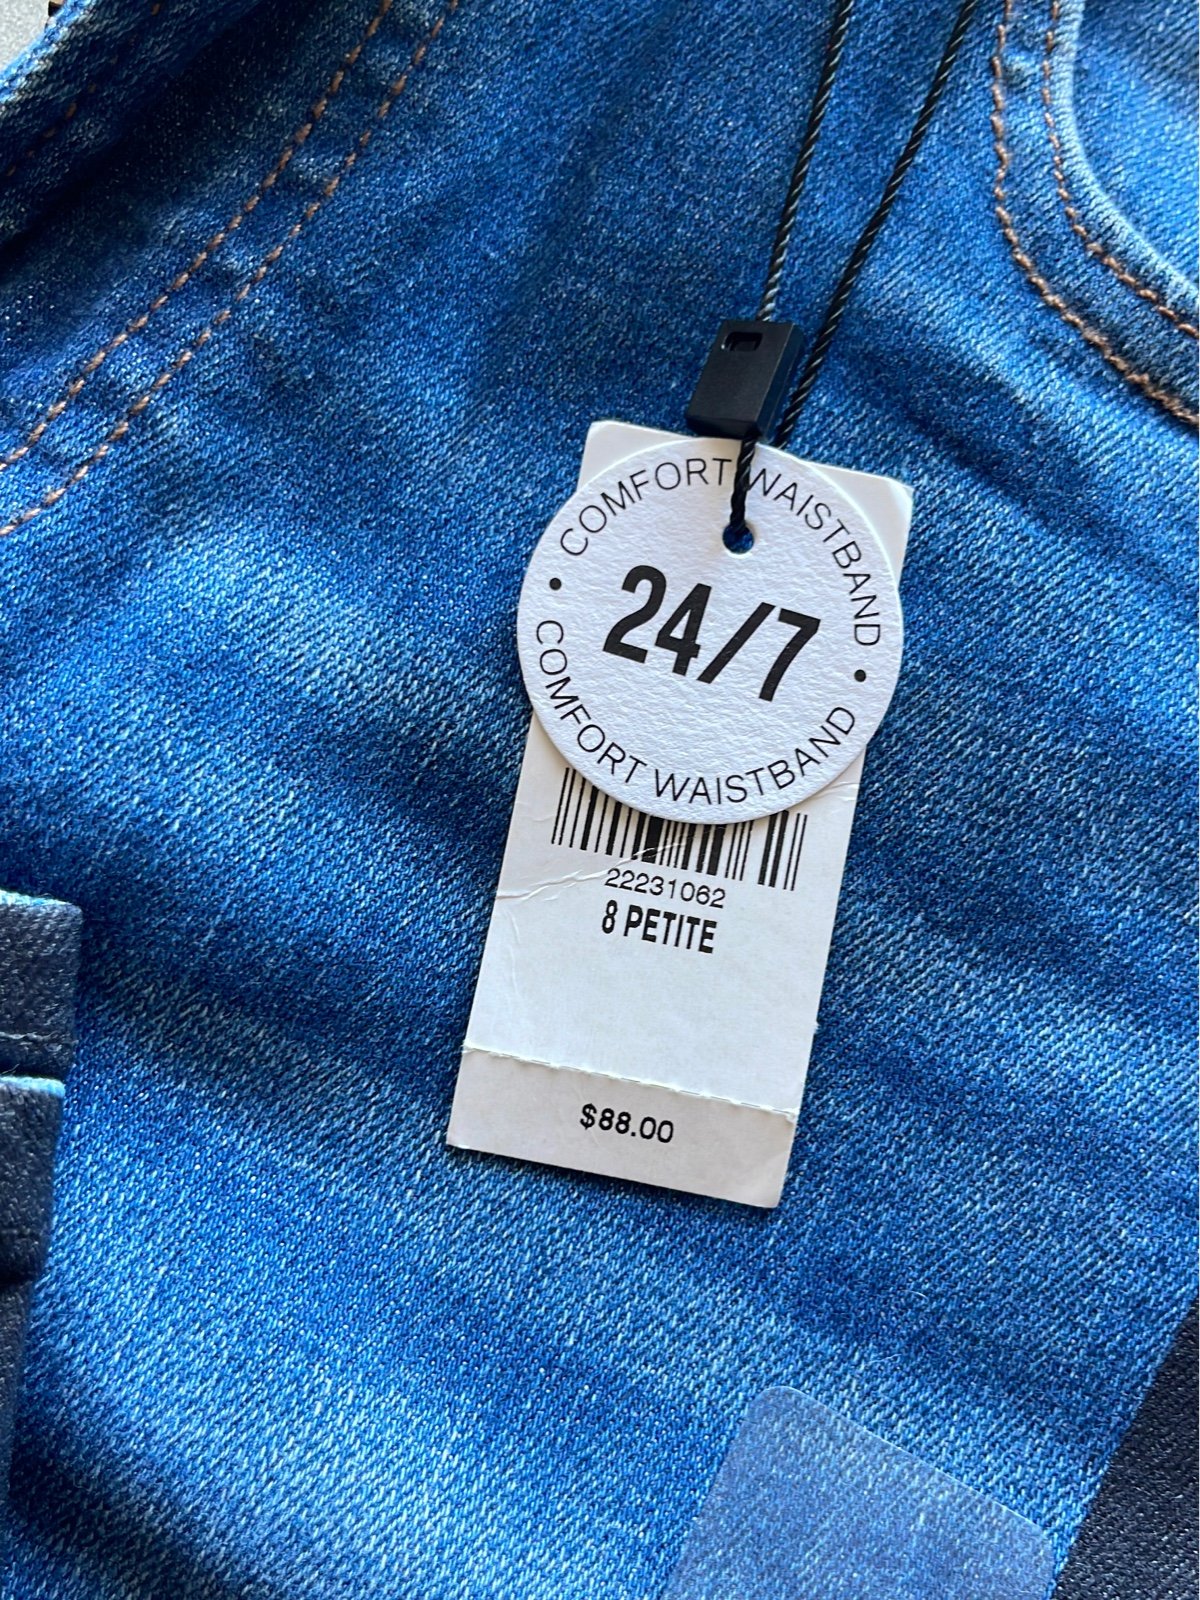 COMFORT WAISTBAND
24/7
COMFORT WAISTBAND
22231062
8 PETITE
$88.00